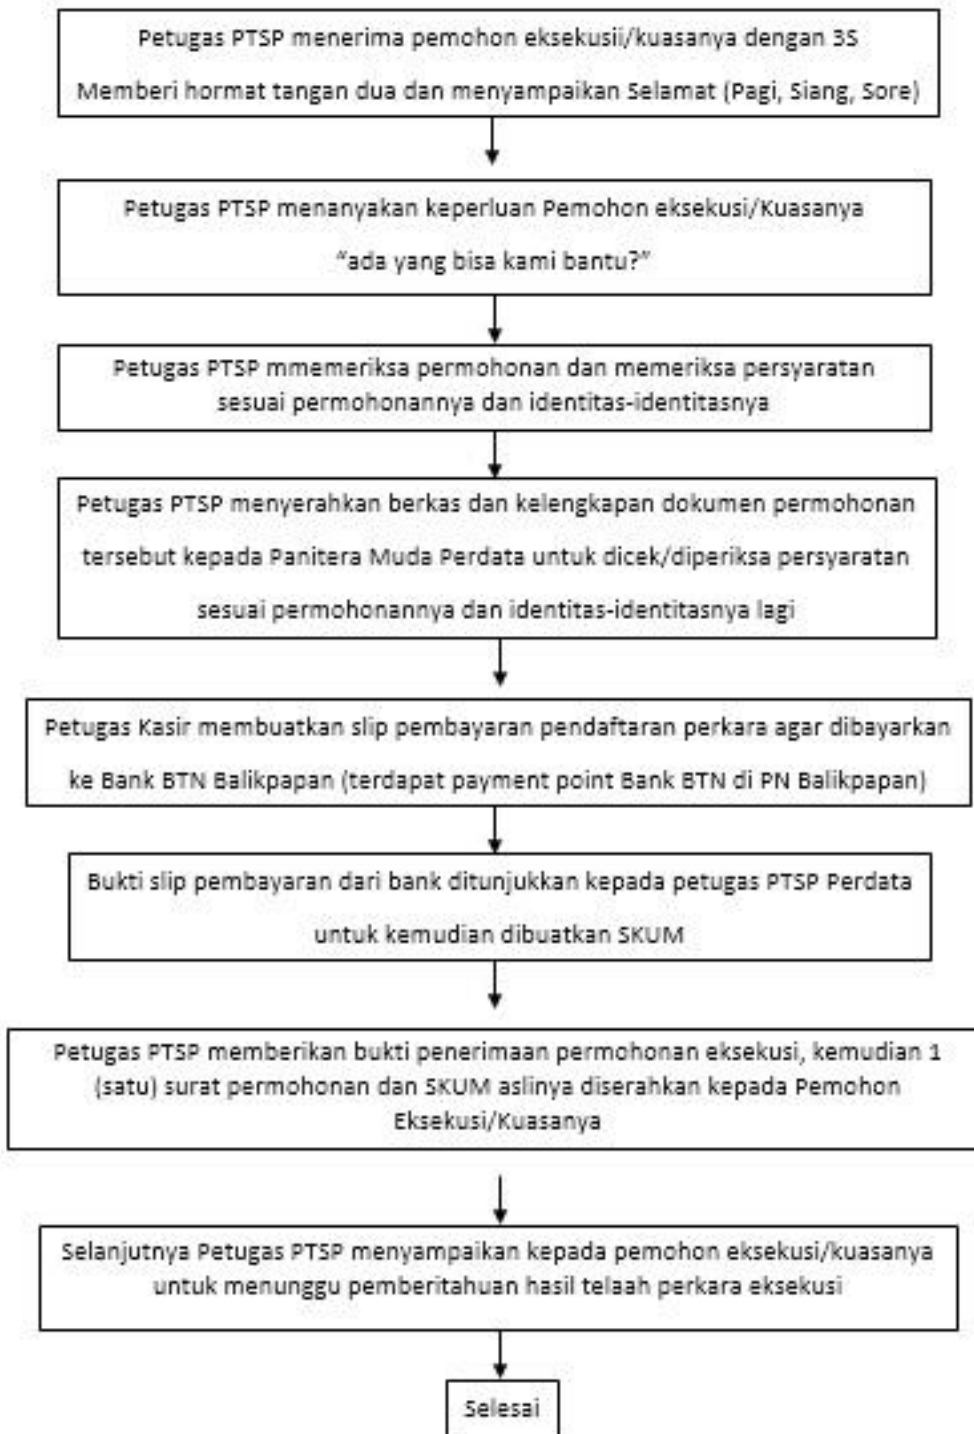 Petugas PTSP menerima pemohon eksekusii/kuasanya dengan 3S
Memberi hormat tangan dua dan menyampaikan Selamat (Pagi, Siang, Sore)
Petugas PTSP menanyakan keperluan Pemohon eksekusi/Kuasanya
“ada yang bisa kami bantu?”
Petugas PTSP mmemeriksa permohonan dan memeriksa persyaratan
sesuai permohonannya dan identitas-identitasnya
Petugas PTSP menyerahkan berkas dan kelengkapan dokumen permohonan
tersebut kepada Panitera Muda Perdata untuk dicek/diperiksa persyaratan
sesuai permohonannya dan identitas-identitasnya lagi
Petugas Kasir membuatkan slip pembayaran pendaftaran perkara agar dibayarkan
ke Bank BTN Balikpapan (terdapat payment point Bank BTN di PN Balikpapan)
Bukti slip pembayaran dari bank ditunjukkan kepada petugas PTSP Perdata
untuk kemudian dibuatkan SKUM
Petugas PTSP memberikan bukti penerimaan permohonan eksekusi, kemudian 1
(satu) surat permohonan dan SKUM aslinya diserahkan kepada Pemohon
Eksekusi/Kuasanya
Selanjutnya Petugas PTSP menyampaikan kepada pemohon eksekusi/kuasanya
untuk menunggu pemberitahuan hasil telaah perkara eksekusi
Selesai